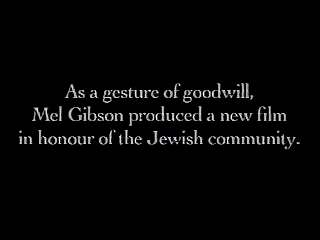 As a gesture of goodwill,
Mel Gibson produced a new film
in honour of the Jewish community.